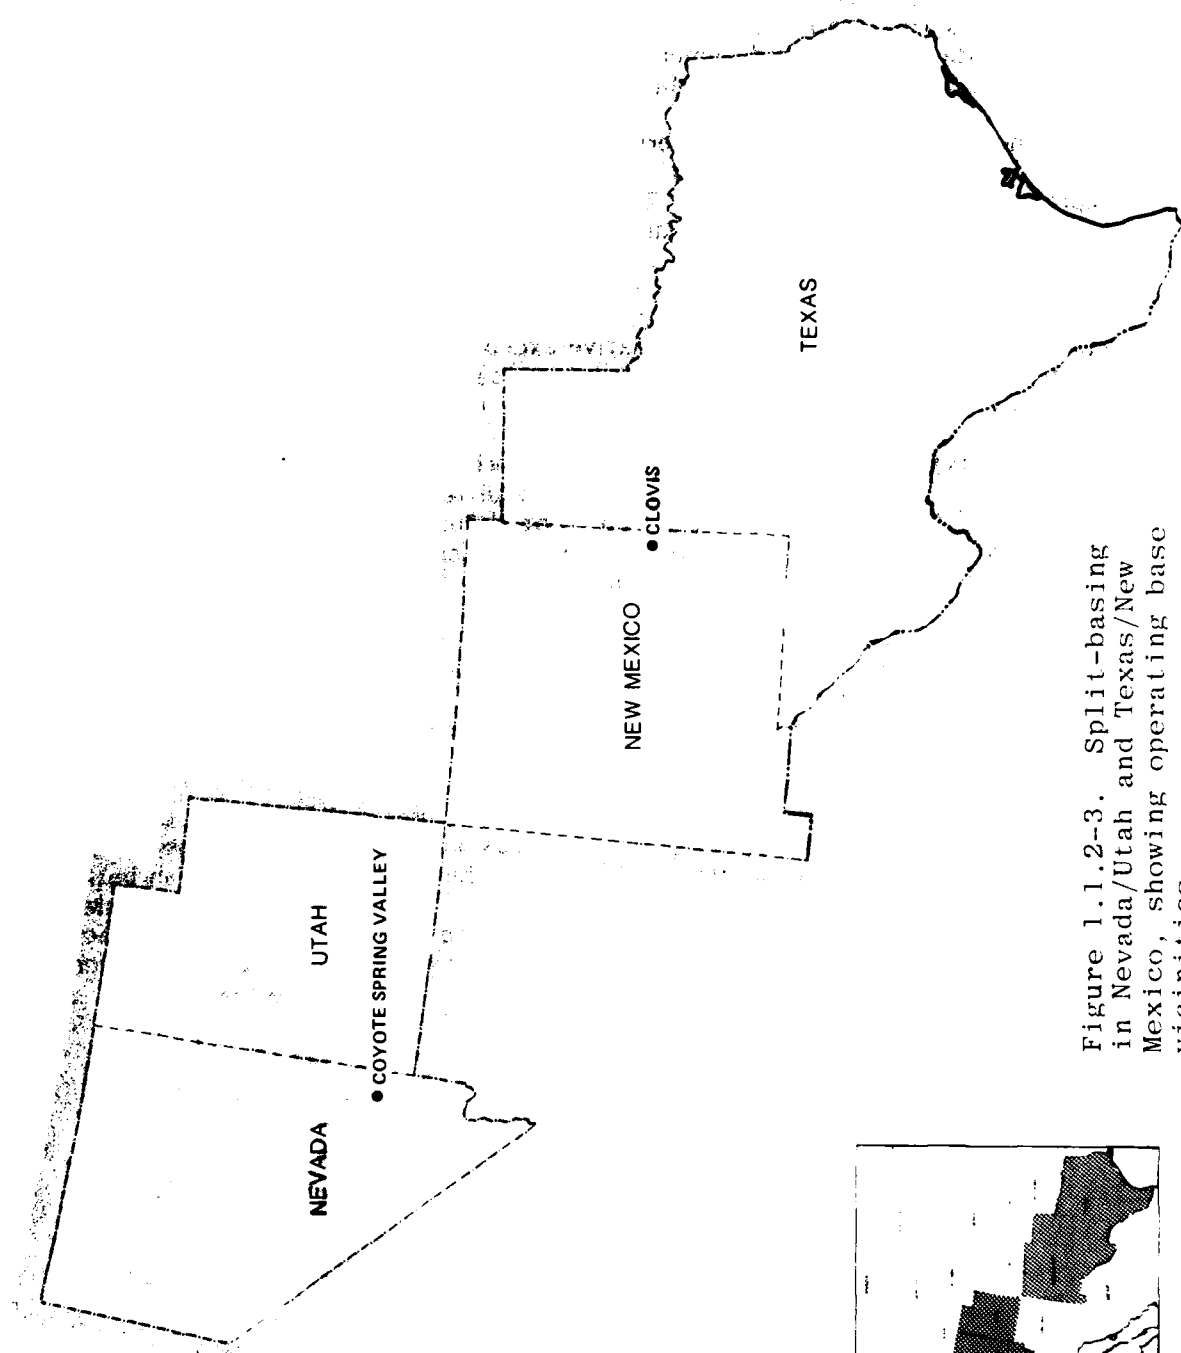 NEVADA
UTAH
COYOTE SPRING VALLEY
NEW MEXICO
CLOVIS
TEXAS
Figure 1.1.2-3. Split-basing
in Nevada/Utah and Texas/New
Mexico, showing operating base